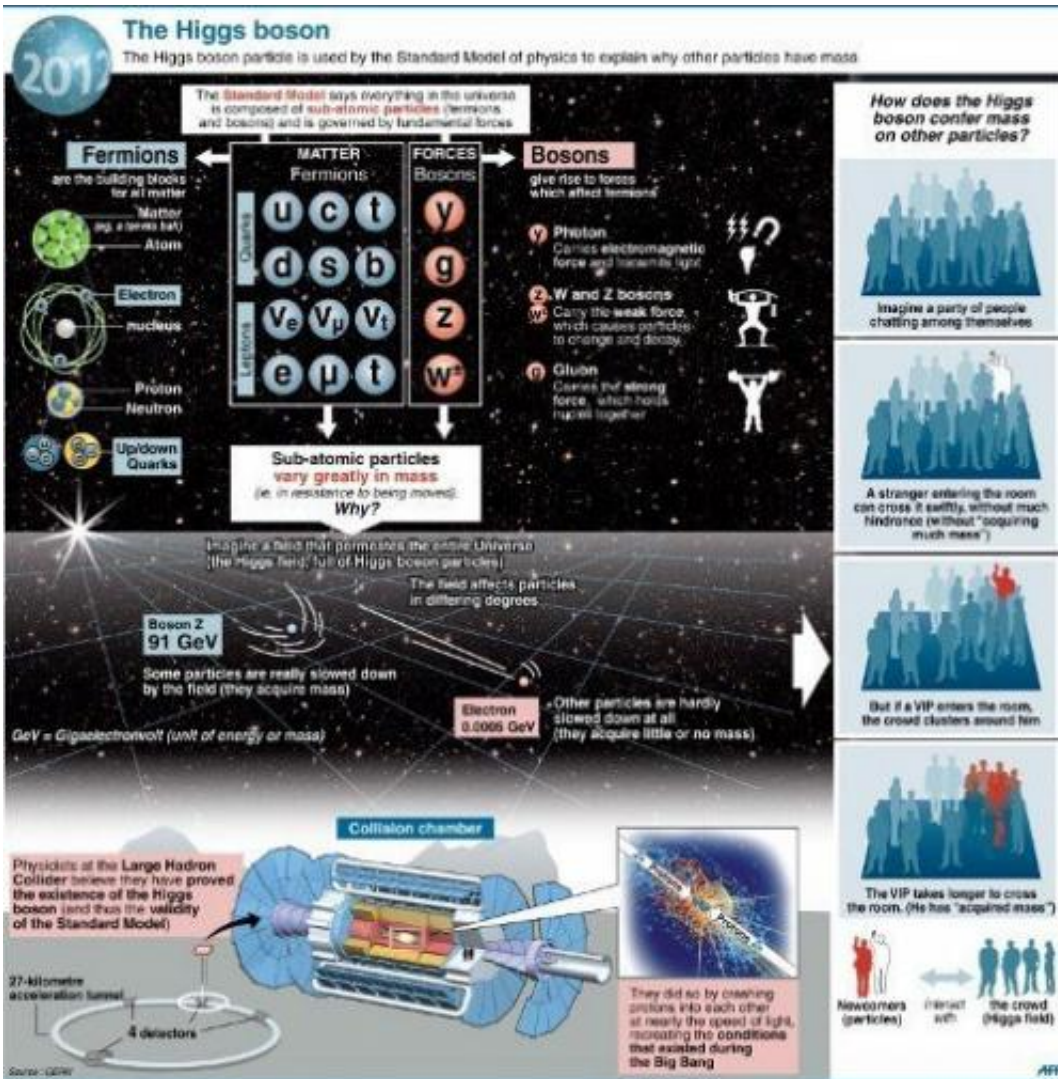 2012
The Higgs boson
The Higgs boson particle is used by the Standard Model of physics to explain why other particles have mass
The Standard Model says everything in the universe
is composed of sub-atomic particles (fermions
and bosons) and is governed by fundamental forces
Fermions
are the building blocks
for all matter
Matter
(eg. a tennis ball)
Atom
Electron
nucleus
Proton
Neutron
Up/down
Quarks
MATTER
Fermions
Quarks
u c t
d s b
Leptons
Ve Vμ Vt
e μ t
FORCES
Bosons
y
g
z
w±
Bosons
give rise to forces
which affect fermions
y Photon
Carries electromagnetic
force and transmits light
z W and Z bosons
w± Carry the weak force,
which causes particles
to change and decay
g Gluon
Carries the strong
force, which holds
nuclei together
Sub-atomic particles
vary greatly in mass
(ie. in resistance to being moved).
Why?
Imagine a field that permeates the entire Universe
(the Higgs field, full of Higgs boson particles)
The field affects particles
in differing degrees
Boson Z
91 GeV
Some particles are really slowed down
by the field (they acquire mass)
Electron
0.0005 GeV
Other particles are hardly
slowed down at all
(they acquire little or no mass)
GeV = Gigaelectronvolt (unit of energy or mass)
Collision chamber
Physicists at the Large Hadron
Collider believe they have proved
the existence of the Higgs
boson (and thus the validity
of the Standard Model)
27-kilometre
acceleration tunnel
4 detectors
Protons
They did so by crashing
protons into each other
at nearly the speed of light,
recreating the conditions
that existed during
the Big Bang
Source : CERN
How does the Higgs
boson confer mass
on other particles?
Imagine a party of people
chatting among themselves
A stranger entering the room
can cross it swiftly, without much
hindrance (without "acquiring
much mass")
But if a VIP enters the room,
the crowd clusters around him
The VIP takes longer to cross
the room. (He has "acquired mass")
Newcomers
(particles)
interact
with
the crowd
(Higgs field)
AFP